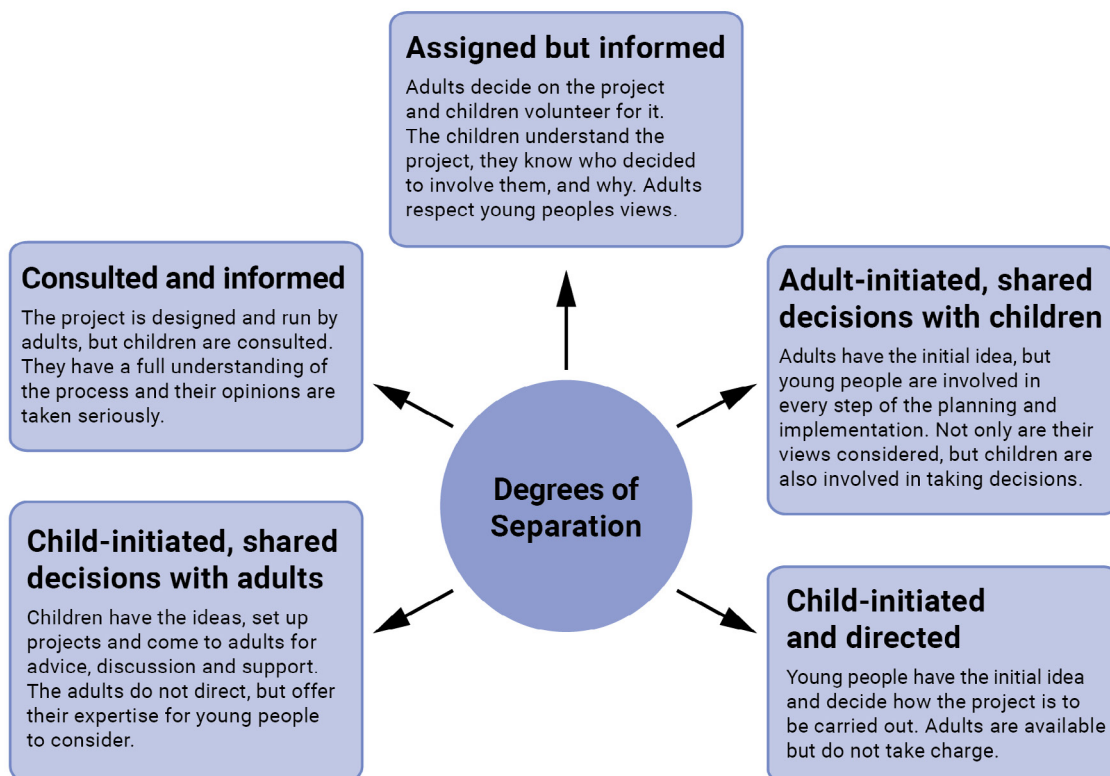 Assigned but informed
Adults decide on the project
and children volunteer for it.
The children understand the
project, they know who decided
to involve them, and why. Adults
respect young peoples views.
Consulted and informed
The project is designed and run by
adults, but children are consulted.
They have a full understanding of
the process and their opinions are
taken seriously.
Adult-initiated, shared
decisions with children
Adults have the initial idea, but
young people are involved in
every step of the planning and
implementation. Not only are their
views considered, but children are
also involved in taking decisions.
Degrees of
Separation
Child-initiated, shared
decisions with adults
Children have the ideas, set up
projects and come to adults for
advice, discussion and support.
The adults do not direct, but offer
their expertise for young people
to consider.
Child-initiated
and directed
Young people have the initial idea
and decide how the project is to
be carried out. Adults are available
but do not take charge.